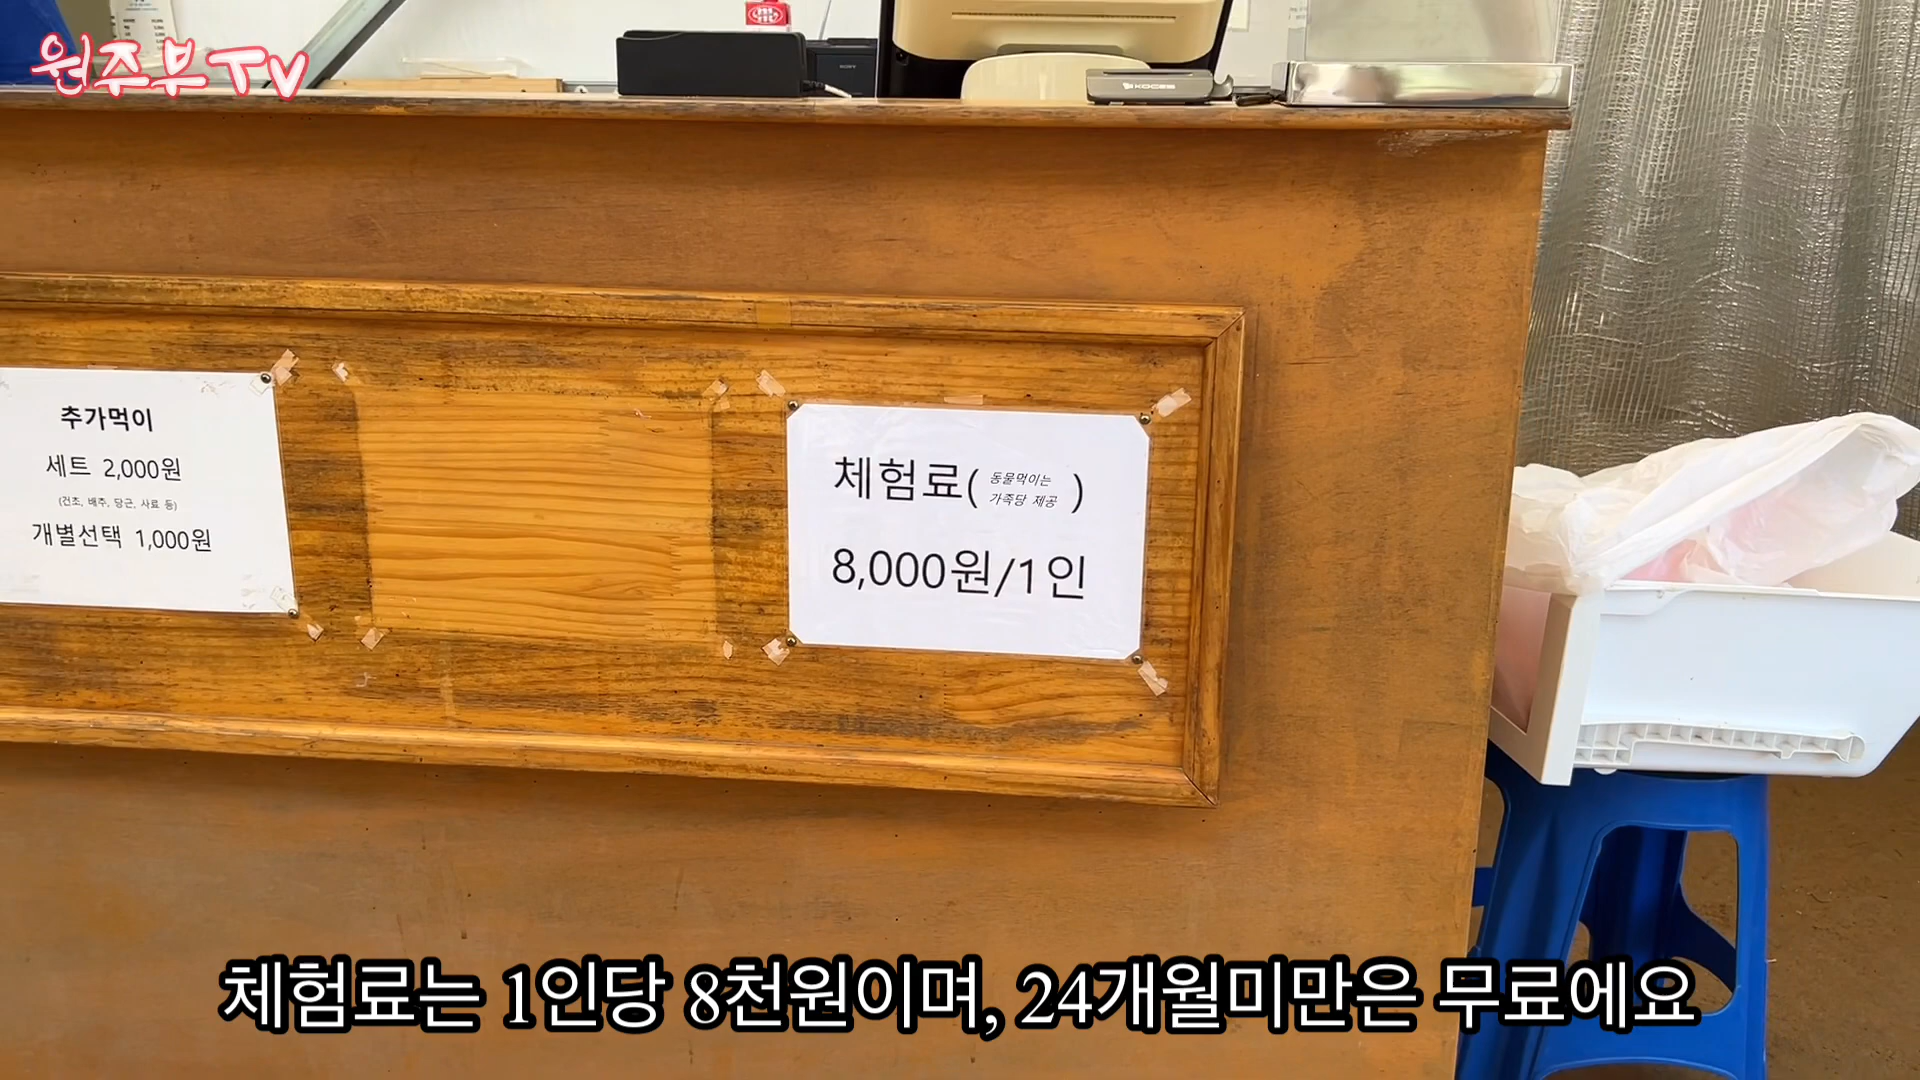 원주부TV
SONY
KOCES
추가먹이
세트 2,000원
(건초, 배추, 당근, 사료 등)
개별선택 1,000원
체험료( 동물먹이는 가족당 제공 )
8,000원/1인
체험료는 1인당 8천원이며, 24개월미만은 무료에요